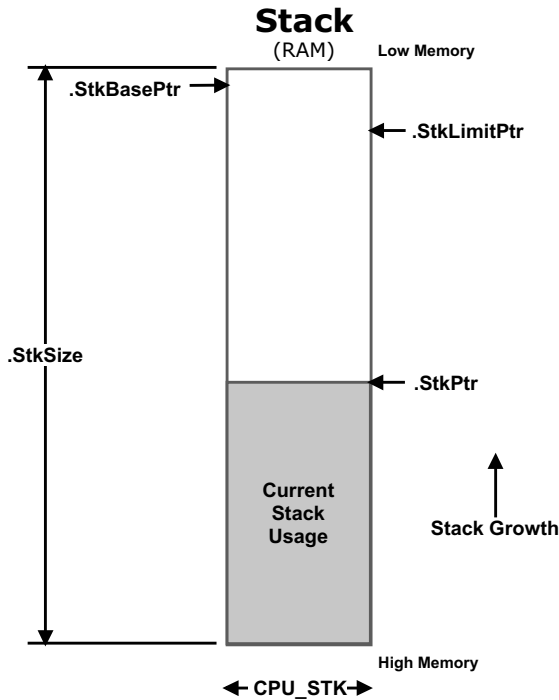 Stack
(RAM)
Low Memory
.StkBasePtr
.StkLimitPtr
.StkSize
.StkPtr
Current
Stack
Usage
Stack Growth
High Memory
CPU_STK